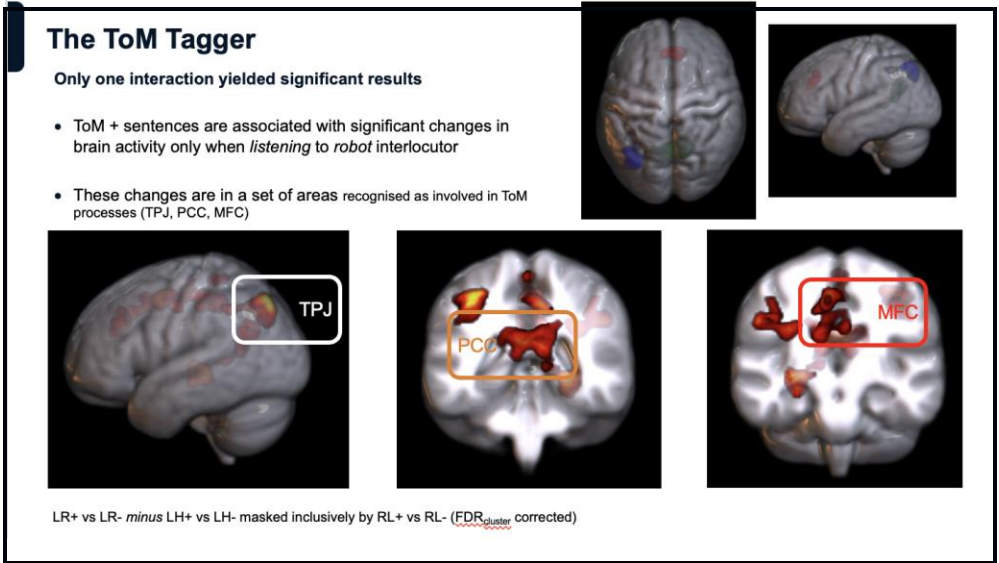 The ToM Tagger
Only one interaction yielded significant results
• ToM + sentences are associated with significant changes in
brain activity only when listening to robot interlocutor
• These changes are in a set of areas recognised as involved in ToM
processes (TPJ, PCC, MFC)
TPJ
PCC
MFC
LR+ vs LR- minus LH+ vs LH- masked inclusively by RL+ vs RL- (FDRcluster corrected)